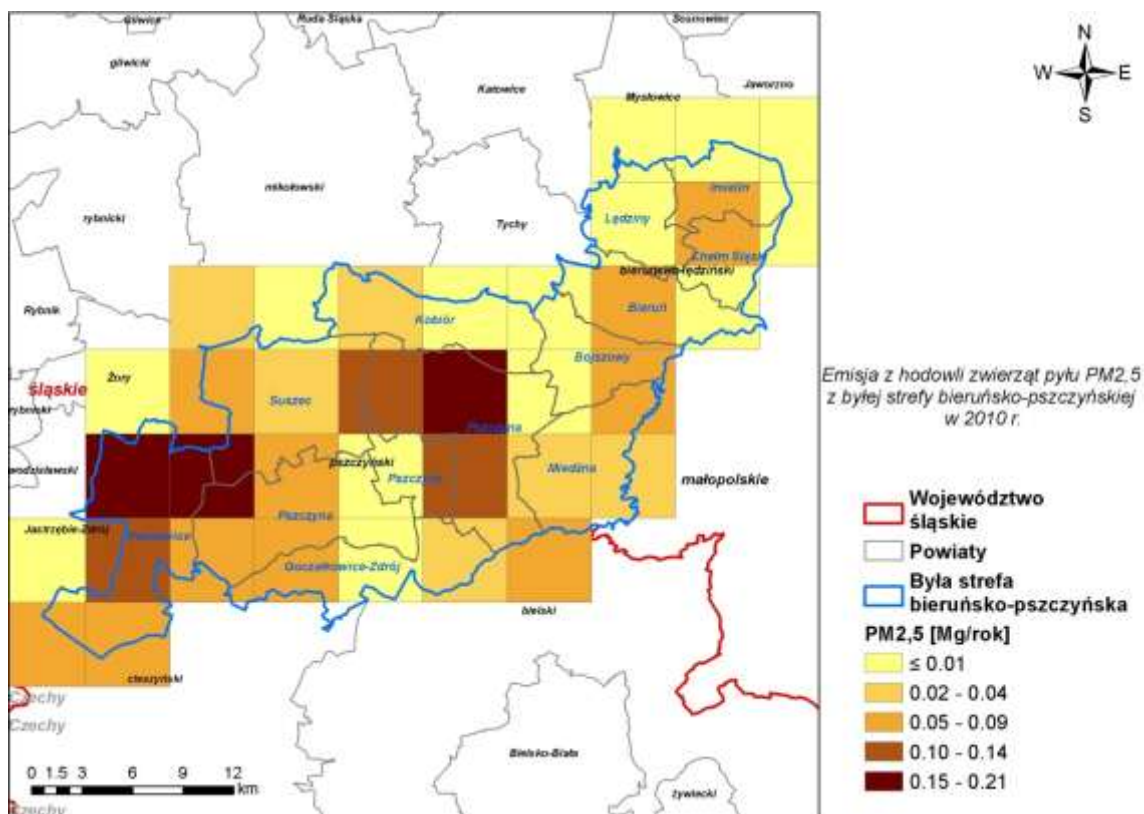 Gliwice
Ruda Śląska
Sosnowiec
gliwicki
Katowice
Mysłowice
Jaworzno
N
W E
S
mikołowski
rybnicki
Tychy
Lędziny
Imielin
Chełm Śląski
bieruńsko-lędziński
Rybnik
Kobiór
Bieruń
Bojszowy
Żory
śląskie
rybnicki
Suszec
Pszczyna
Emisja z hodowli zwierząt pyłu PM2,5
z byłej strefy bieruńsko-pszczyńskiej
w 2010 r.
wodzisławski
pszczyński
Pszczyna
Miedźna
małopolskie
Jastrzębie-Zdrój
Pawłowice
Pszczyna
Goczałkowice-Zdrój
bielski
cieszyński
Czechy
Czechy
Czechy
Bielsko-Biała
żywiecki
0 1.5 3 6 9 12
km
Województwo
śląskie
Powiaty
Była strefa
bieruńsko-pszczyńska
PM2,5 [Mg/rok]
≤ 0.01
0.02 - 0.04
0.05 - 0.09
0.10 - 0.14
0.15 - 0.21